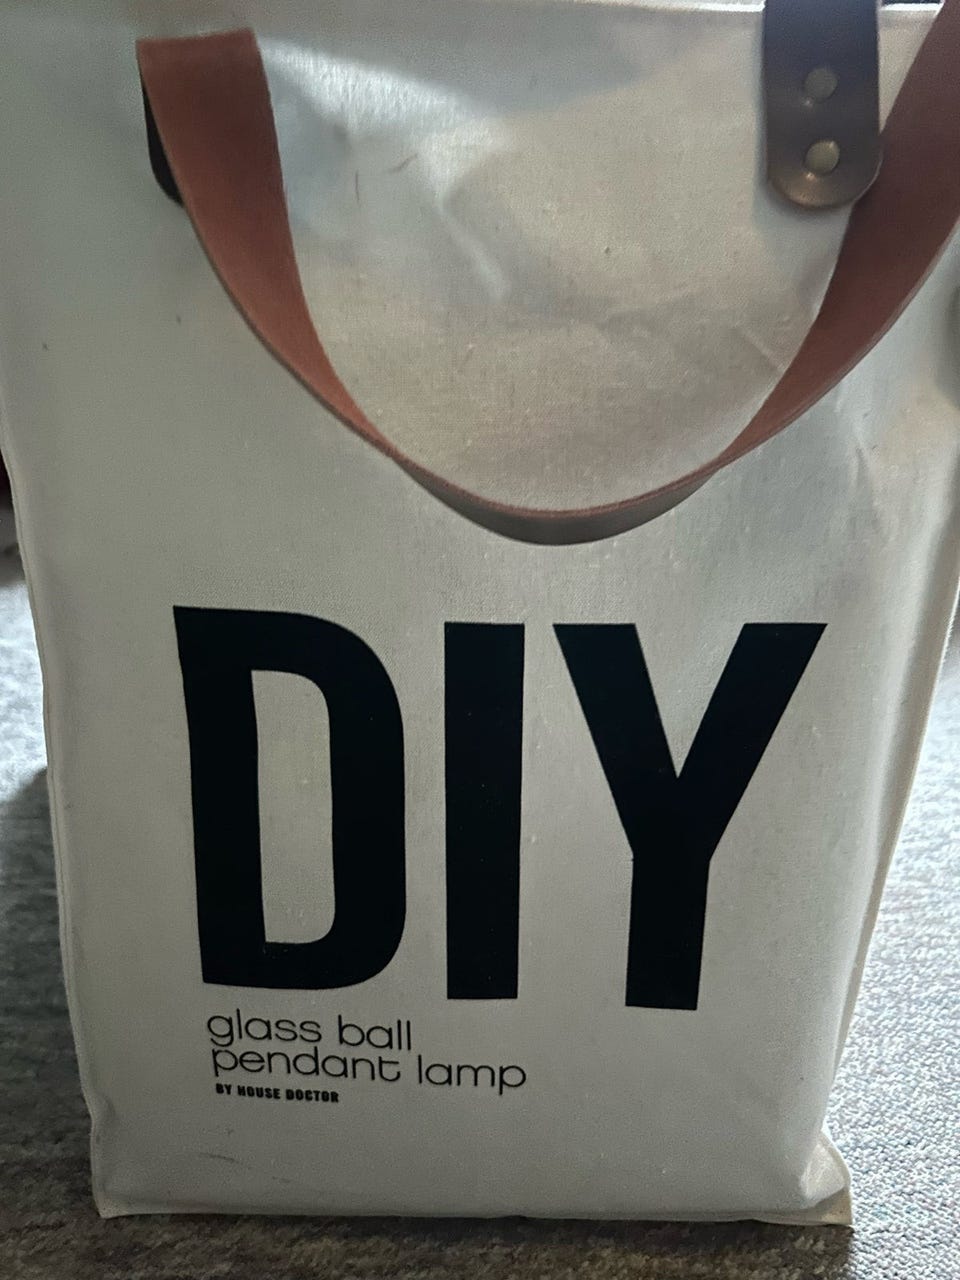 DIY
glass ball
pendant lamp
BY HOUSE DOCTOR